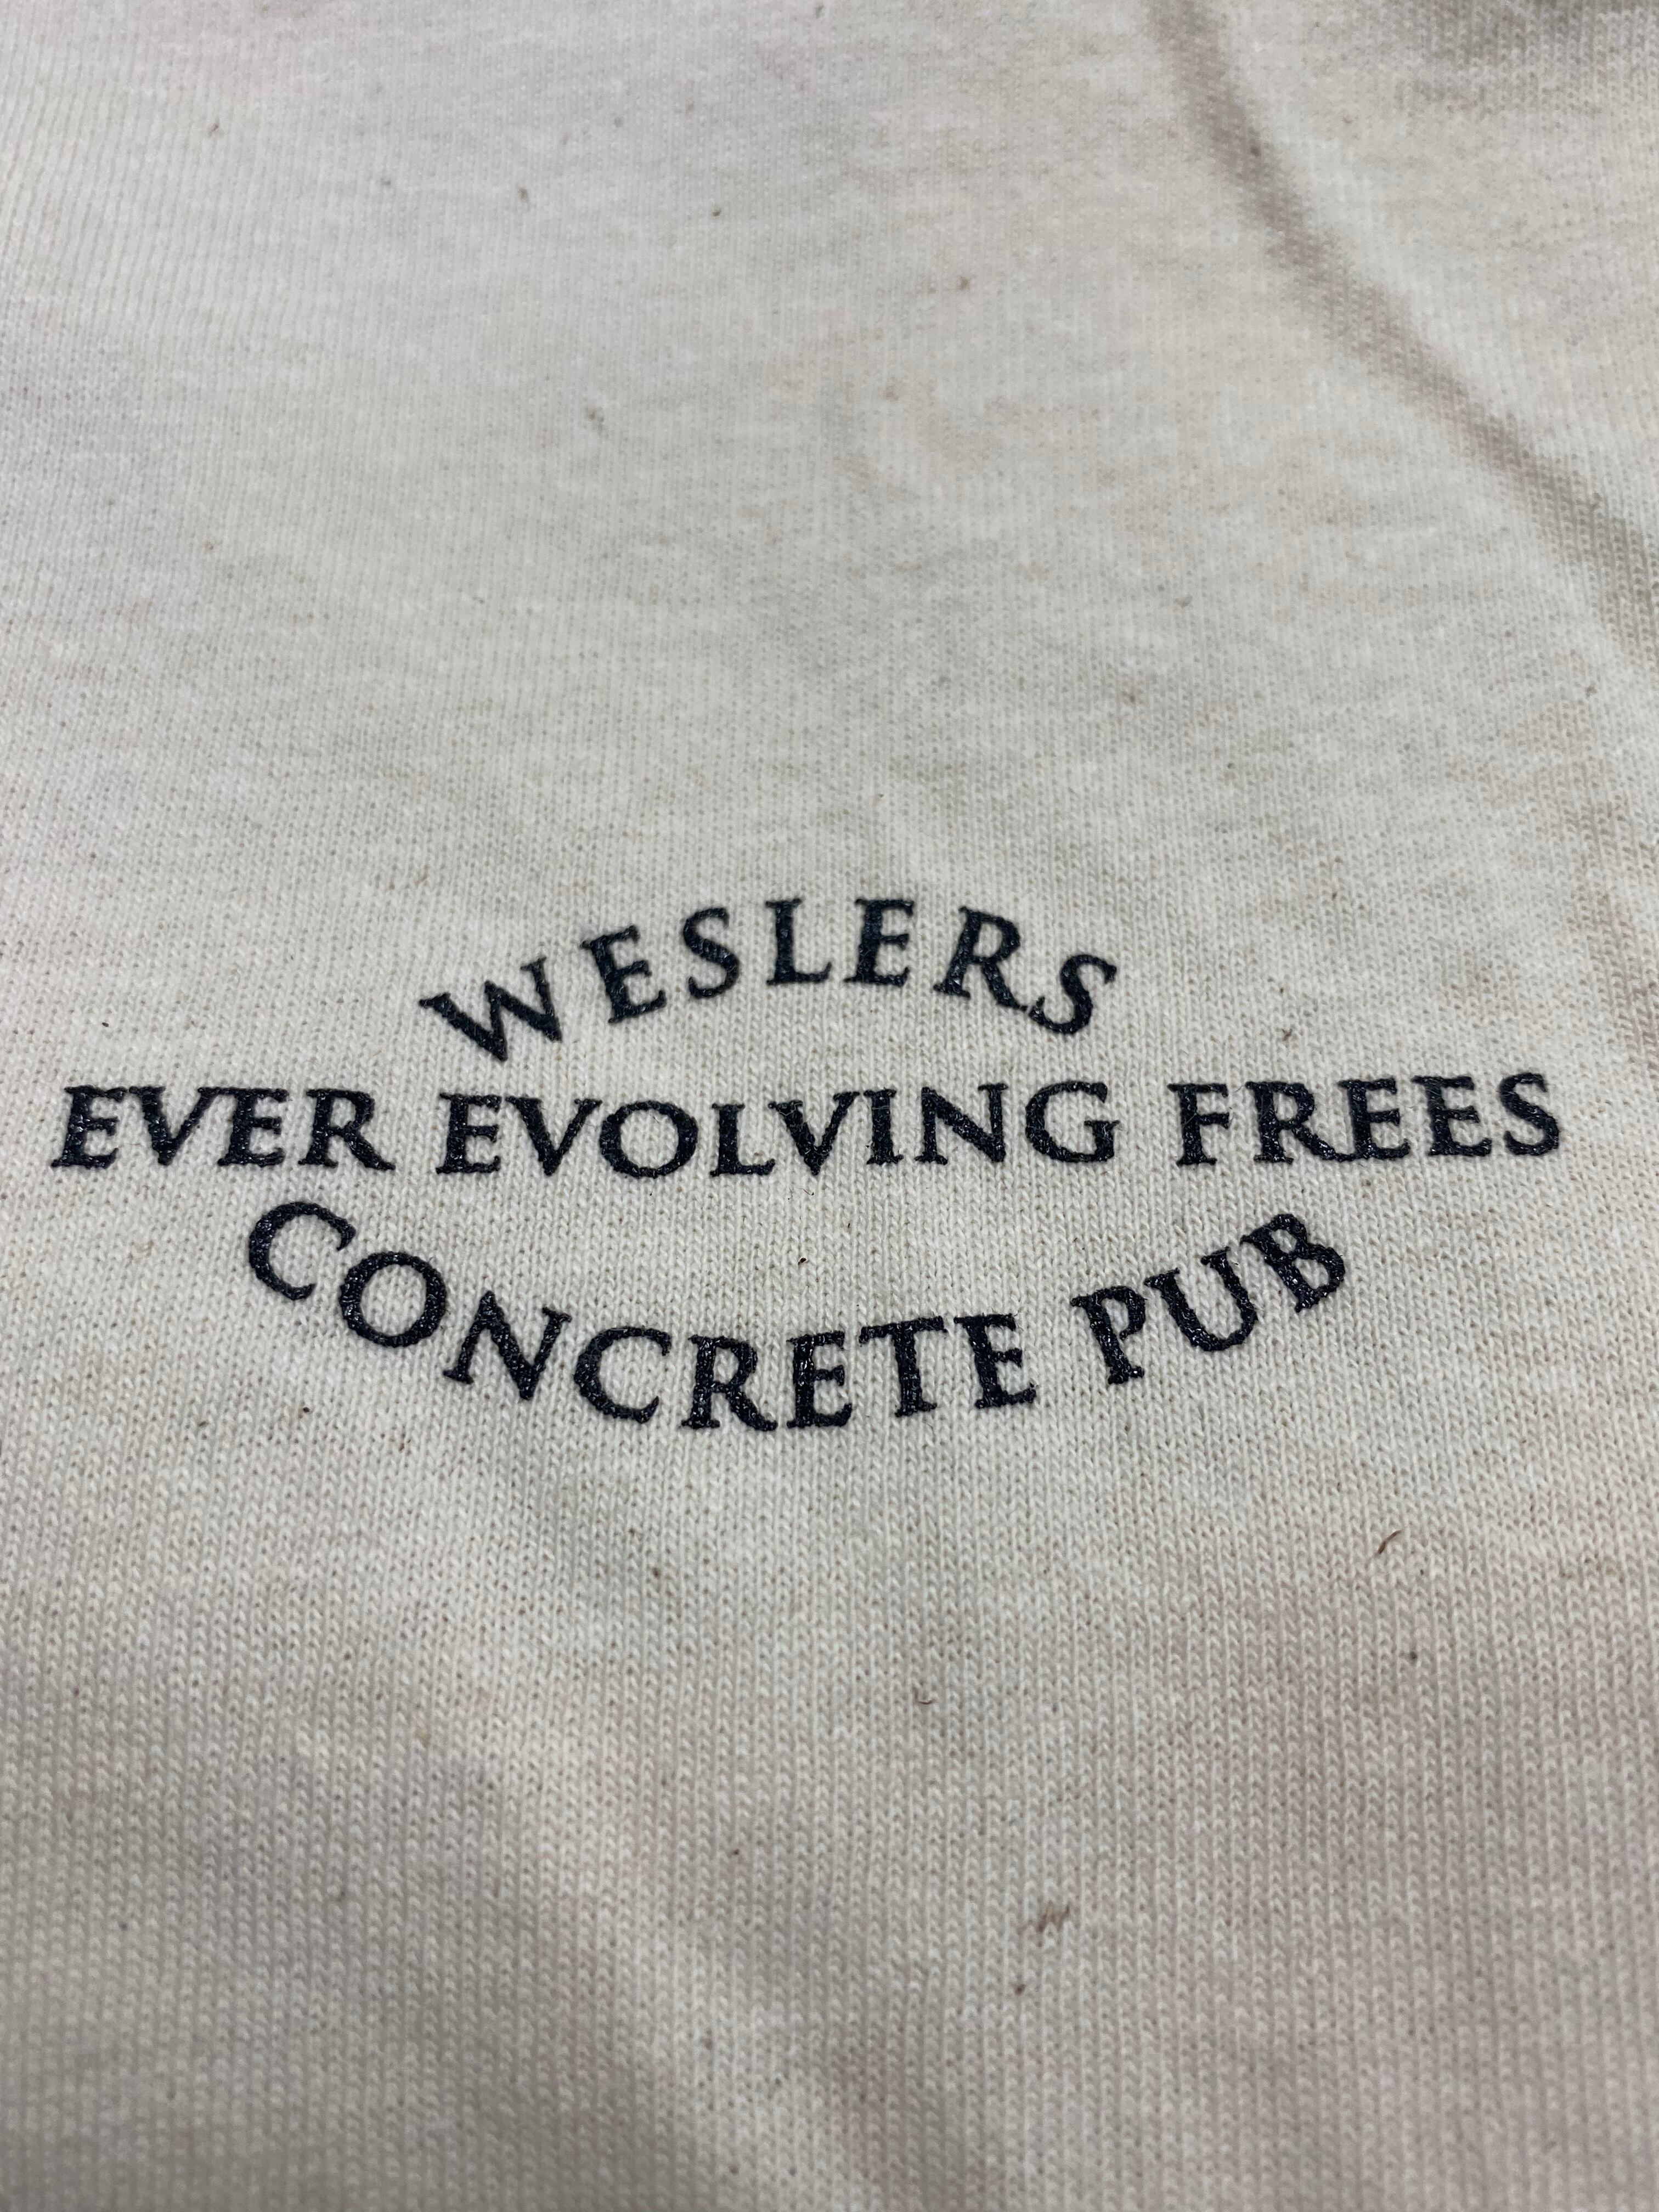 WESLERS
EVER EVOLVING FREES
CONCRETE PUB